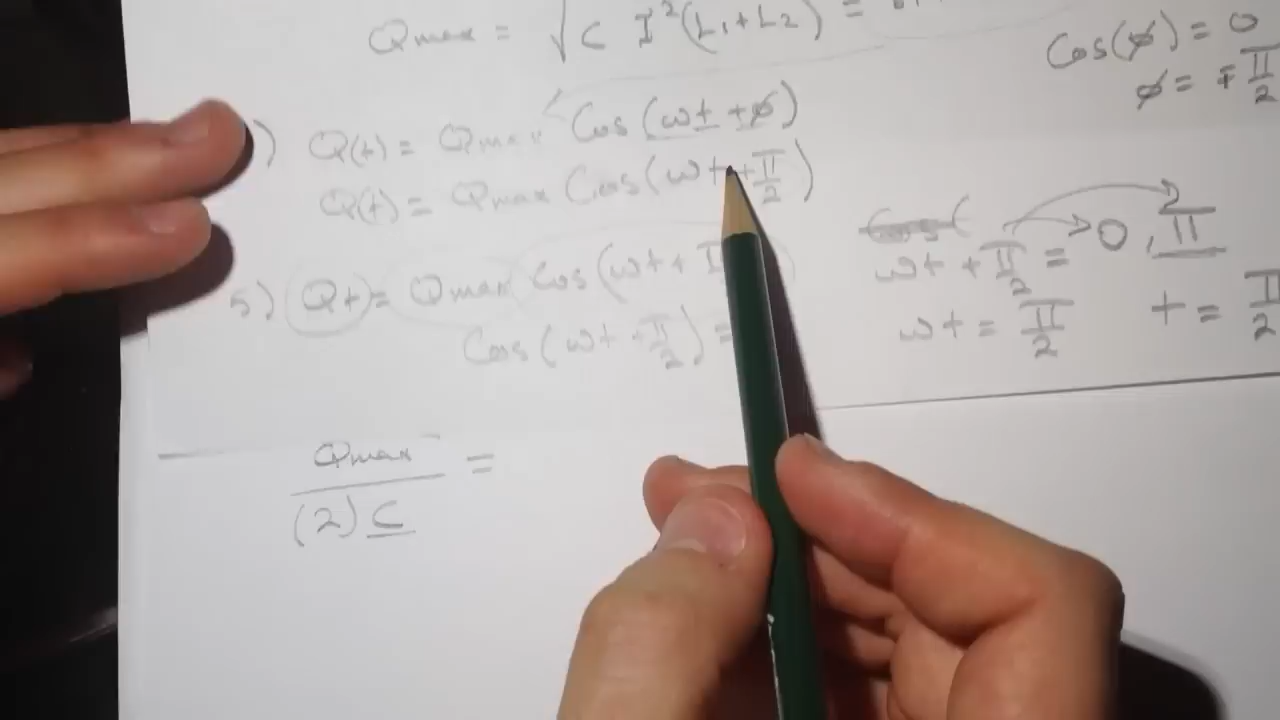 Qmax = √C I²(L₁+L₂) =
Cos(ϕ) = 0
ϕ = + π/2
) Q(t) = Qmax Cos(ωt + ϕ)
Q(t) = Qmax Cos(ωt + π/2)
5) Qt = Qmax Cos(ωt +
Cos(ωt + π/2) =
ωt + π/2 = 0, π
ωt = π/2
t = π/2
Qmax/(2)C =